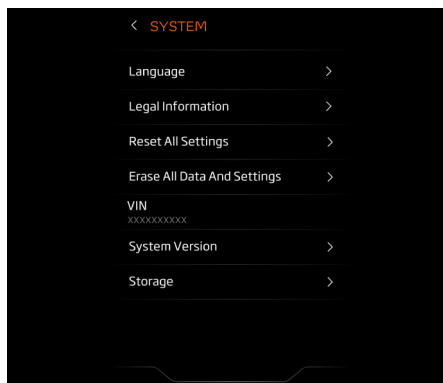 SYSTEM
Language
Legal Information
Reset All Settings
Erase All Data And Settings
VIN
XXXXXXXXXX
System Version
Storage